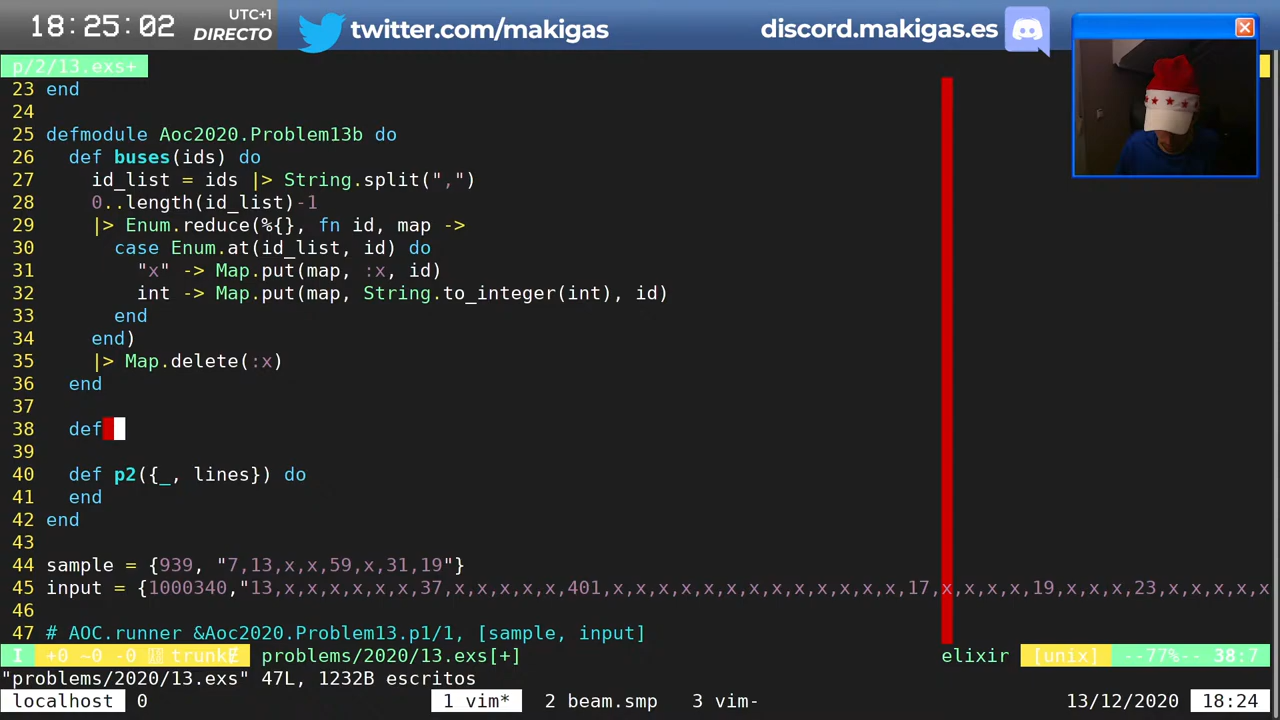 18:25:02
UTC+1
DIRECTO
twitter.com/makigas
discord.makigas.es
p/2/13.exs+
23 end
24
25 defmodule Aoc2020.Problem13b do
26   def buses(ids) do
27     id_list = ids |> String.split(",")
28     0..length(id_list)-1
29     |> Enum.reduce(%{}, fn id, map ->
30       case Enum.at(id_list, id) do
31         "x" -> Map.put(map, :x, id)
32         int -> Map.put(map, String.to_integer(int), id)
33       end
34     end)
35     |> Map.delete(:x)
36   end
37
38   def
39
40   def p2({_, lines}) do
41   end
42 end
43
44 sample = {939, "7,13,x,x,59,x,31,19"}
45 input = {1000340,"13,x,x,x,x,x,x,37,x,x,x,x,x,401,x,x,x,x,x,x,x,x,x,x,x,x,x,17,x,x,x,x,19,x,x,x,23,x,x,x,x,x
46
47 # AOC.runner &Aoc2020.Problem13.p1/1, [sample, input]
I +0 ~0 -0 trunk problems/2020/13.exs[+] elixir [unix] --77%-- 38:7
"problems/2020/13.exs" 47L, 1232B escritos
localhost 0 1 vim* 2 beam.smp 3 vim- 13/12/2020 18:24